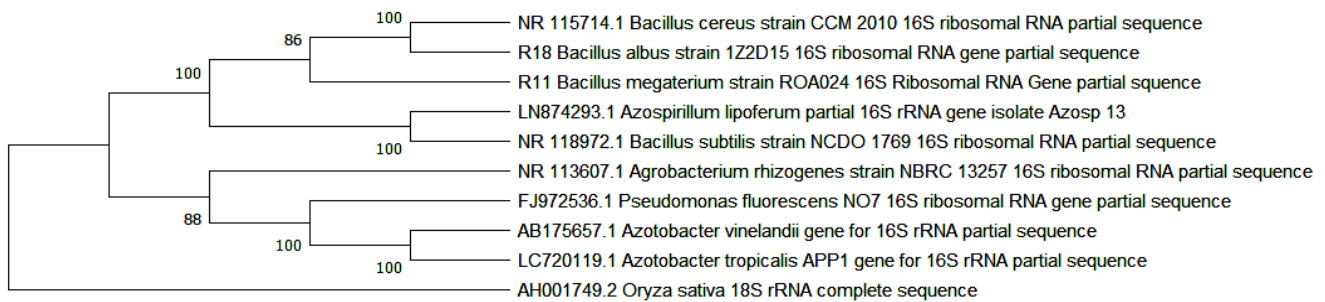 100
NR 115714.1 Bacillus cereus strain CCM 2010 16S ribosomal RNA partial sequence
86
R18 Bacillus albus strain 1Z2D15 16S ribosomal RNA gene partial sequence
100
R11 Bacillus megaterium strain ROA024 16S Ribosomal RNA Gene partial squence
LN874293.1 Azospirillum lipoferum partial 16S rRNA gene isolate Azosp 13
100
NR 118972.1 Bacillus subtilis strain NCDO 1769 16S ribosomal RNA partial sequence
NR 113607.1 Agrobacterium rhizogenes strain NBRC 13257 16S ribosomal RNA partial sequence
88
FJ972536.1 Pseudomonas fluorescens NO7 16S ribosomal RNA gene partial sequence
100
AB175657.1 Azotobacter vinelandii gene for 16S rRNA partial sequence
100
LC720119.1 Azotobacter tropicalis APP1 gene for 16S rRNA partial sequence
AH001749.2 Oryza sativa 18S rRNA complete sequence